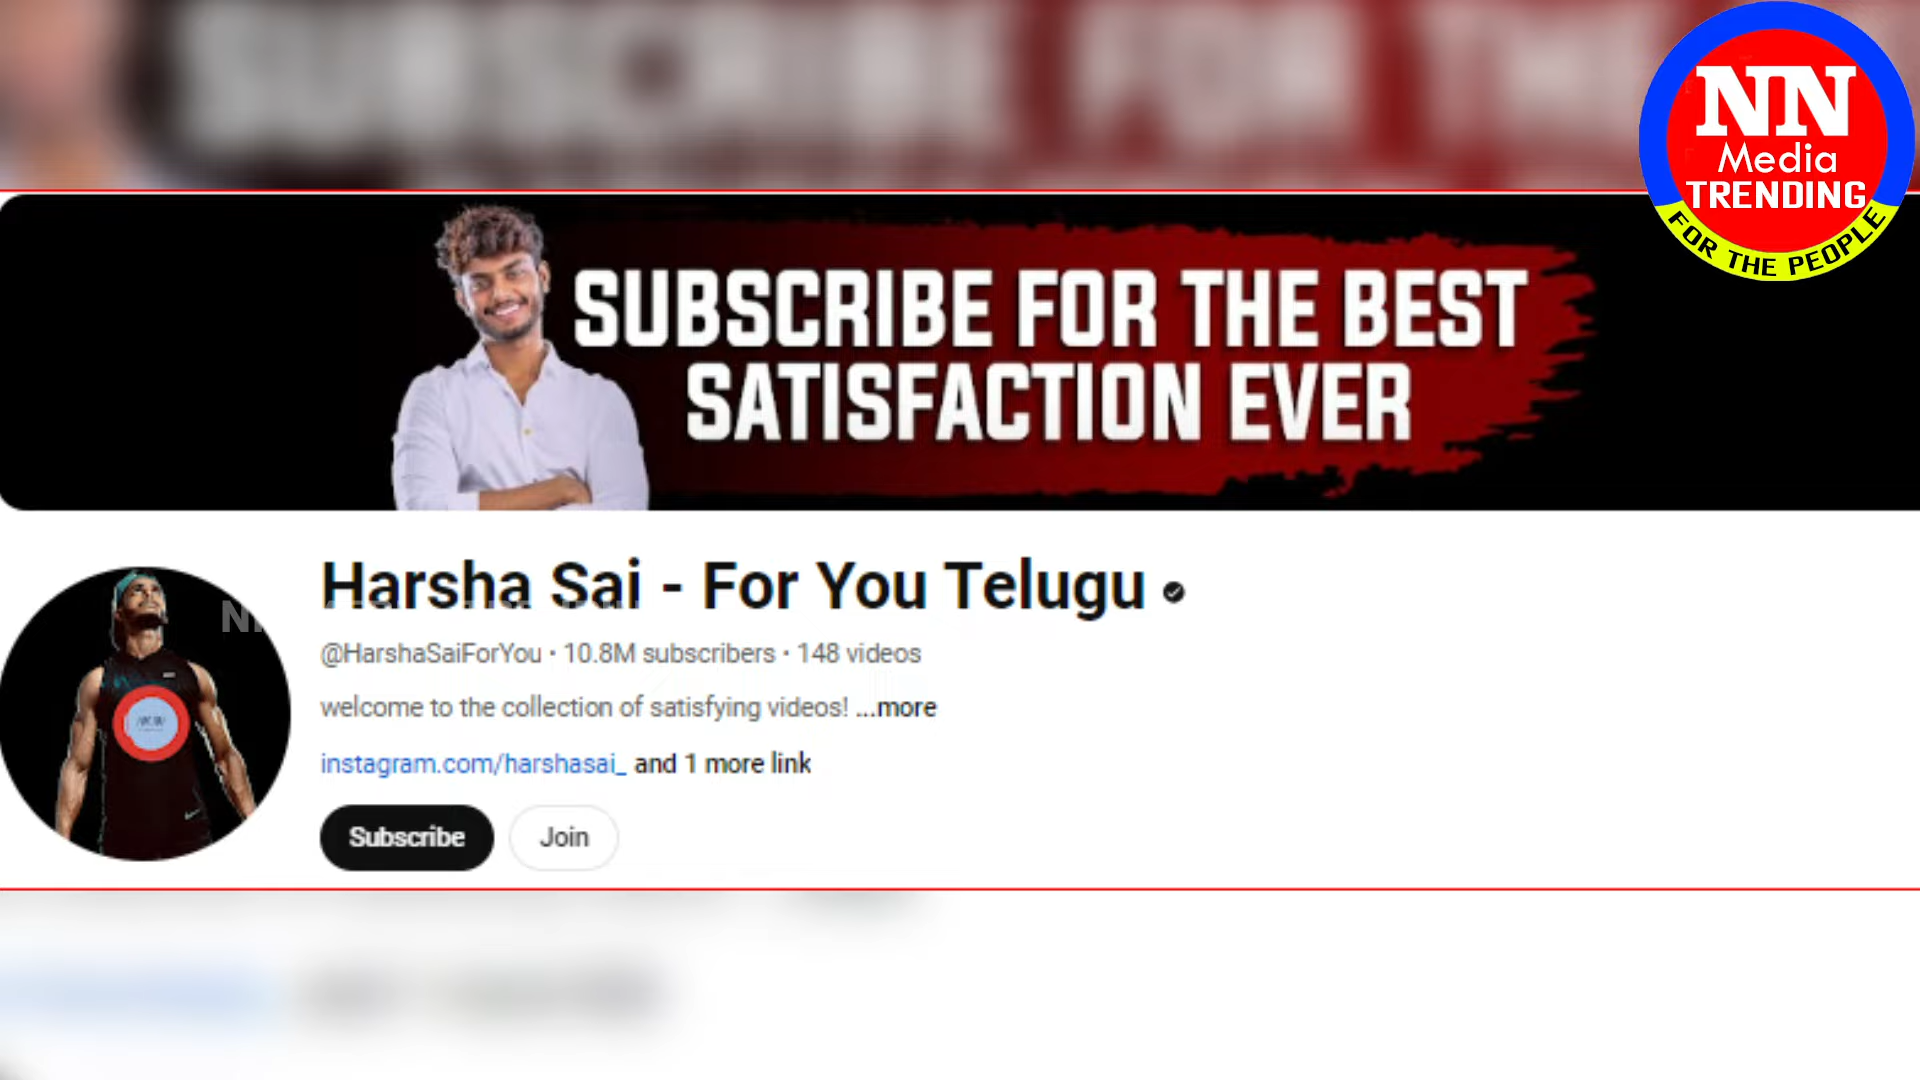 NN
Media
TRENDING
FOR THE PEOPLE
SUBSCRIBE FOR THE BEST
SATISFACTION EVER
Harsha Sai - For You Telugu
@HarshaSaiForYou • 10.8M subscribers • 148 videos
welcome to the collection of satisfying videos! ...more
instagram.com/harshasai_ and 1 more link
Subscribe
Join